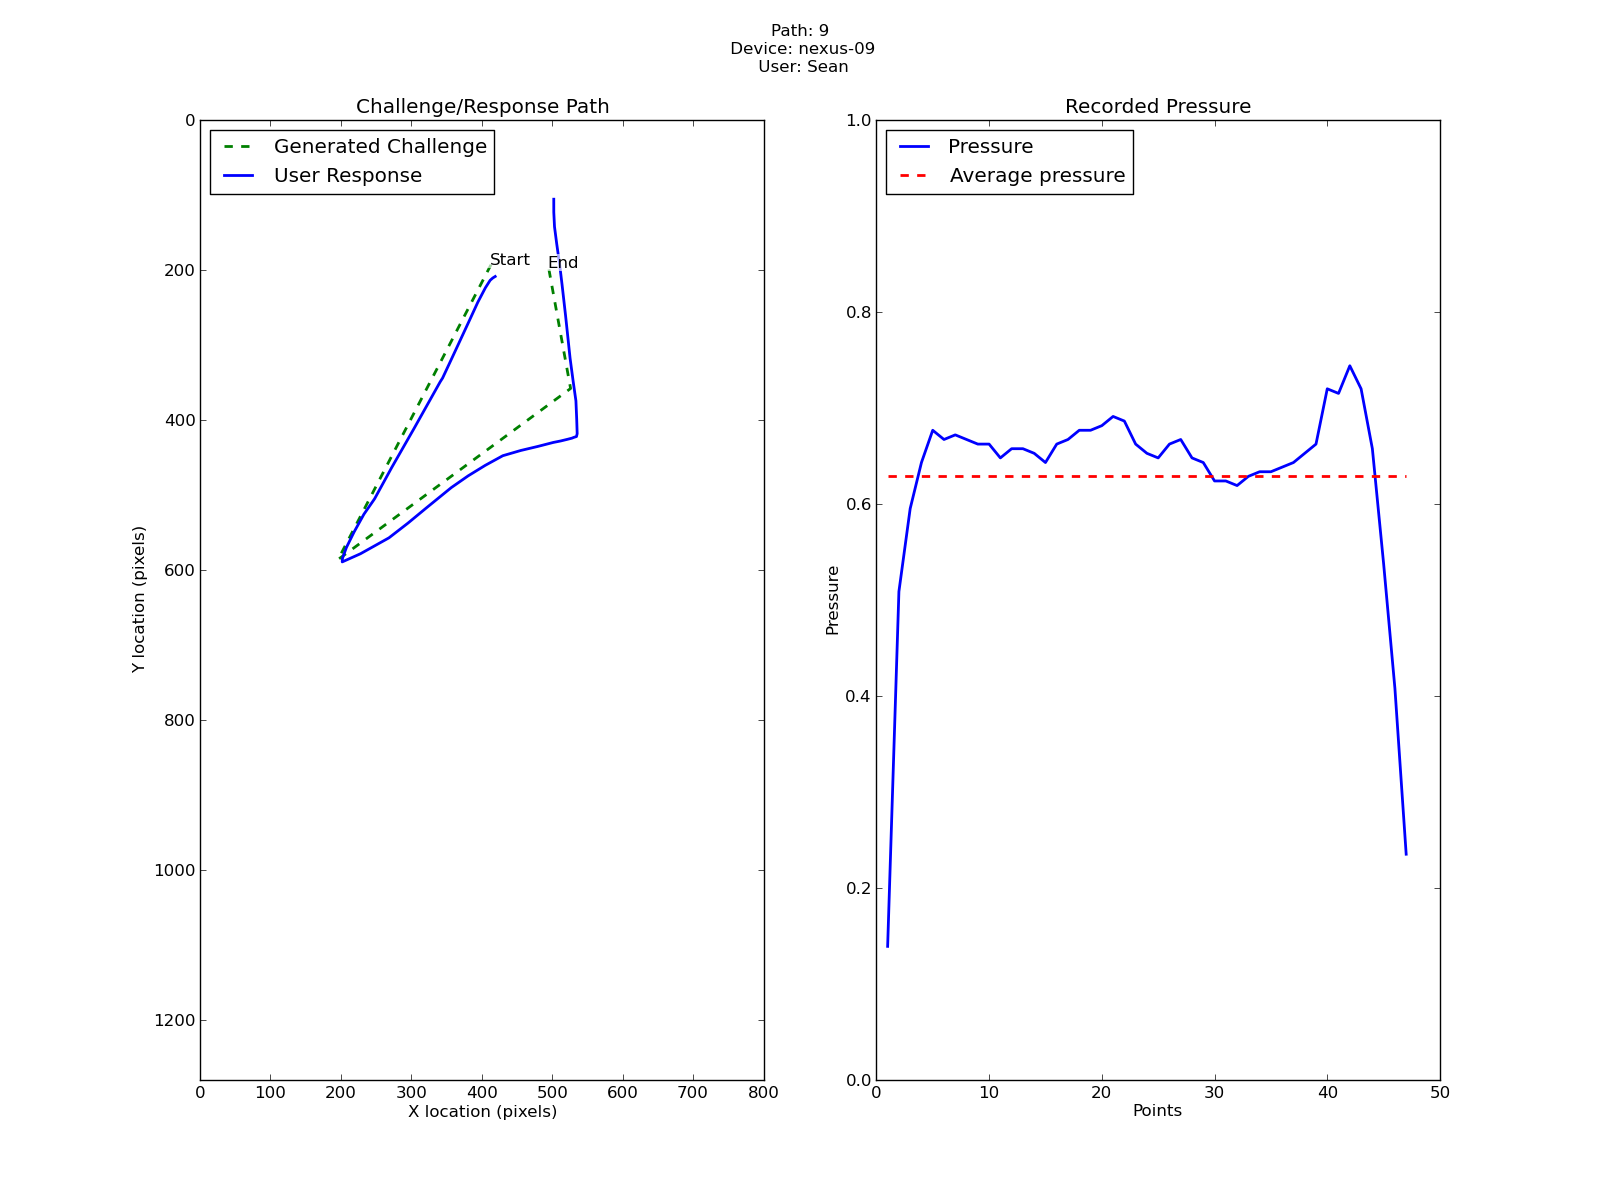 Path: 9
Device: nexus-09
User: Sean
Challenge/Response Path
Generated Challenge
User Response
Start
End
0
200
400
600
800
1000
1200
Y location (pixels)
0 100 200 300 400 500 600 700 800
X location (pixels)
Recorded Pressure
Pressure
Average pressure
1.0
0.8
0.6
0.4
0.2
0.0
Pressure
0 10 20 30 40 50
Points